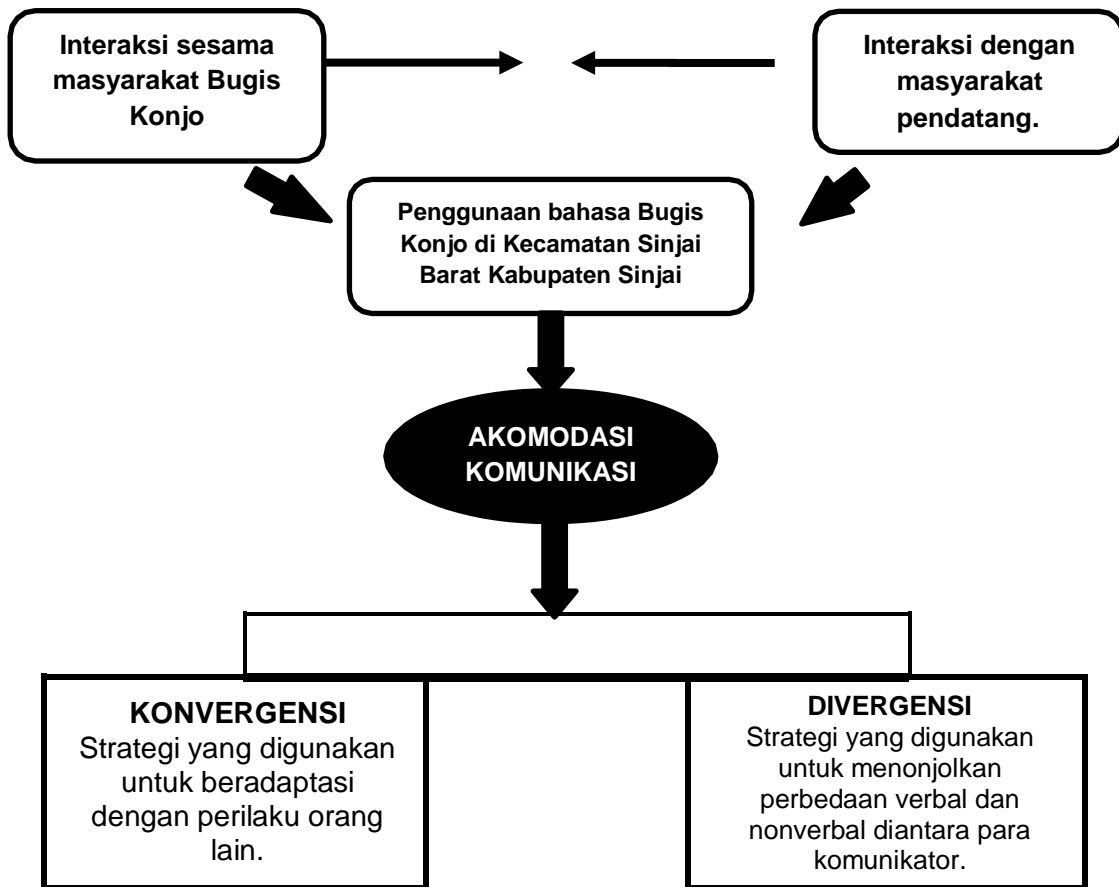 Interaksi sesama
masyarakat Bugis
Konjo
Interaksi dengan
masyarakat
pendatang.
Penggunaan bahasa Bugis
Konjo di Kecamatan Sinjai
Barat Kabupaten Sinjai
AKOMODASI
KOMUNIKASI
KONVERGENSI
Strategi yang digunakan
untuk beradaptasi
dengan perilaku orang
lain.
DIVERGENSI
Strategi yang digunakan
untuk menonjolkan
perbedaan verbal dan
nonverbal diantara para
komunikator.